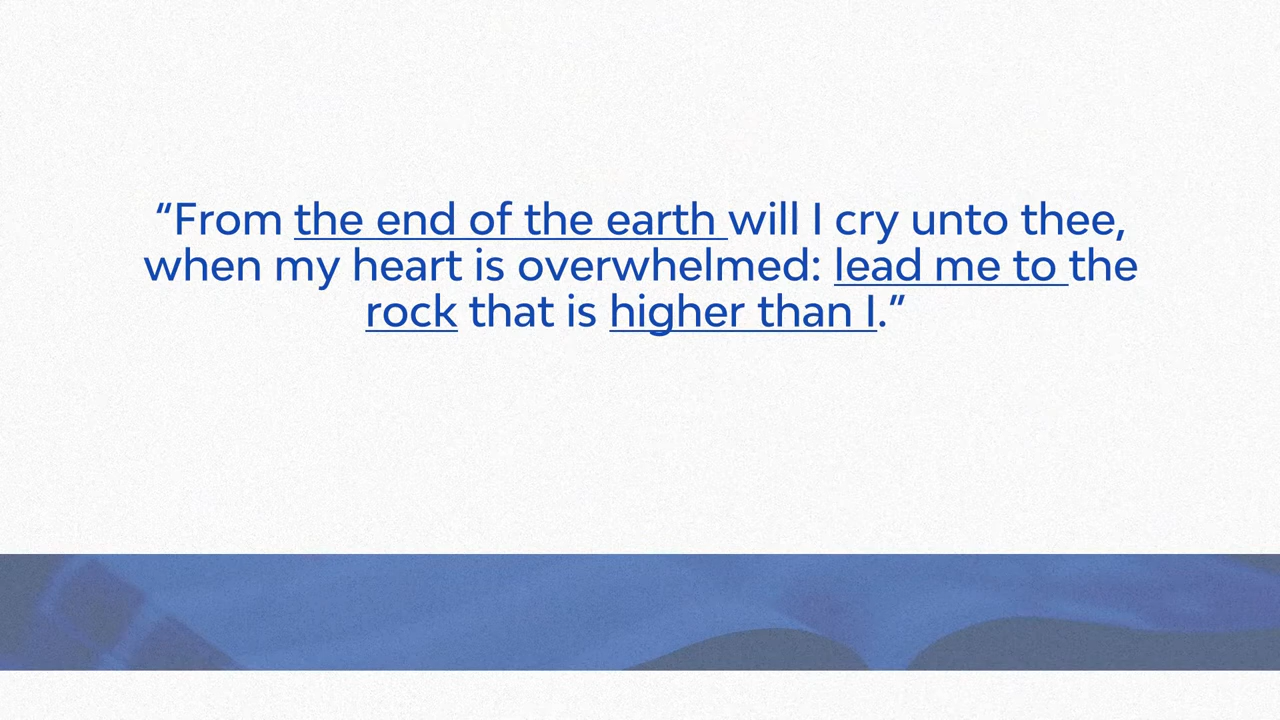 “From the end of the earth will I cry unto thee,
when my heart is overwhelmed: lead me to the
rock that is higher than I.”